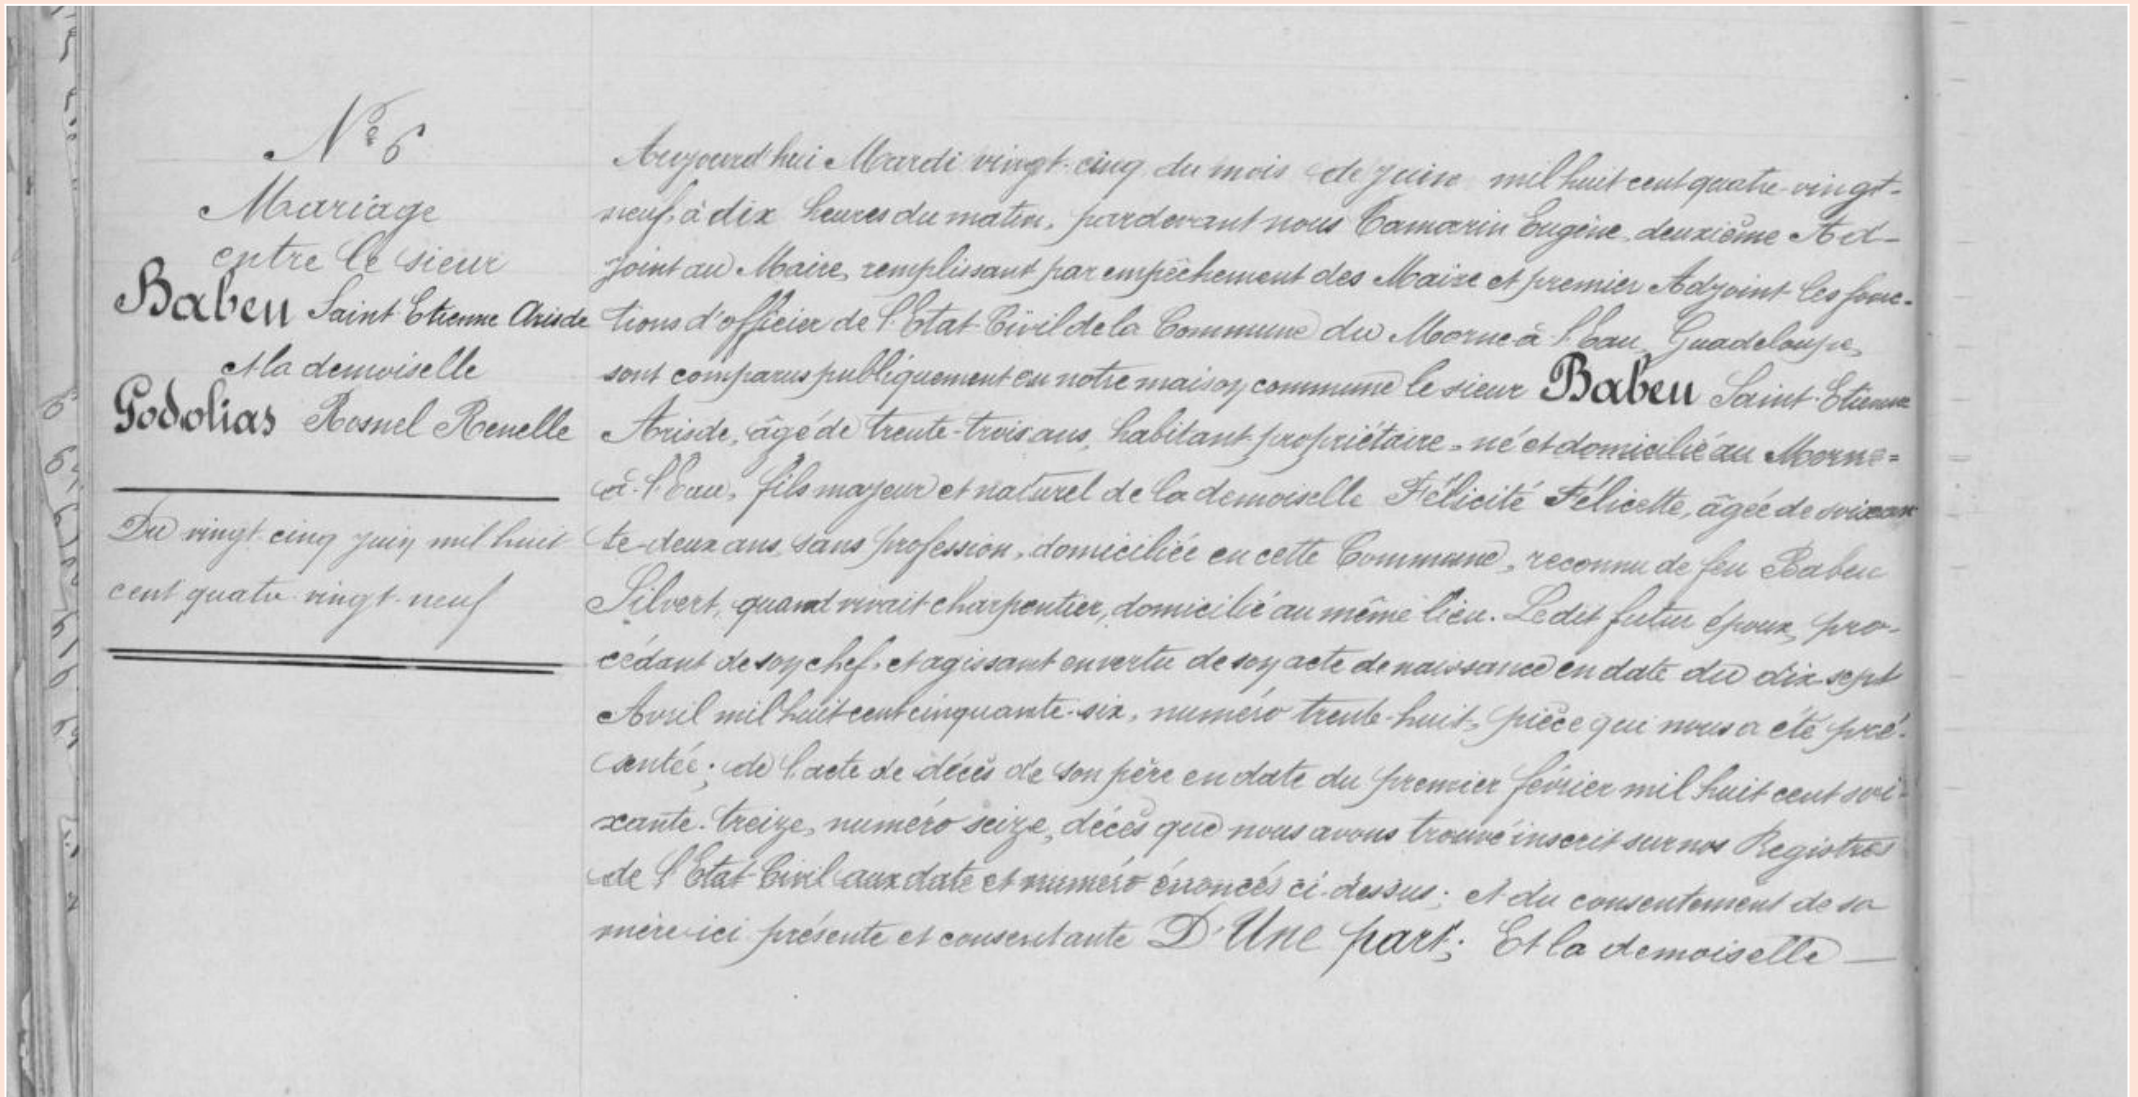 N° 6
Mariage
entre le sieur
Babeu Saint Etienne Arisde
et la demoiselle
Godolias Rosnel Renelle
Du vingt cinq juin mil huit
cent quatre vingt neuf
Aujourd'hui Mardi vingt-cinq du mois de juin mil huit cent quatre-vingt-
neuf, à dix heures du matin, pardevant nous Tamarin Eugène, deuxième Ad-
joint au Maire, remplissant par empêchement des Maire et premier Adjoint les fonc-
tions d'officier de l'Etat-Civil de la Commune du Morne-à-l'Eau, Guadeloupe,
sont comparus publiquement en notre maison commune le sieur Babeu Saint-Etienne
Arisde, âgé de trente-trois ans, habitant-propriétaire, né et domicilié au Morne-
à-l'Eau, fils majeur et naturel de la demoiselle Félicité Félicette, âgée de soixan
te-deux ans, sans profession, domiciliée en cette Commune, reconnu de feu Babeu
Silvert, quand vivait charpentier, domicilié au même lieu. Ledit futur époux, pro-
cédant de son chef, et agissant en vertu de son acte de naissance en date du dix-sept
Avril mil huit cent cinquante-six, numéro trente-huit, pièce qui nous a été pré-
sentée; de l'acte de décès de son père en date du premier février mil huit cent soi-
xante-treize, numéro seize, décès que nous avons trouvé inscrit sur nos Registres
de l'Etat-Civil aux date et numéro énoncés ci-dessus; et du consentement de sa
mère ici présente et consentante D'Une part; Et la demoiselle —